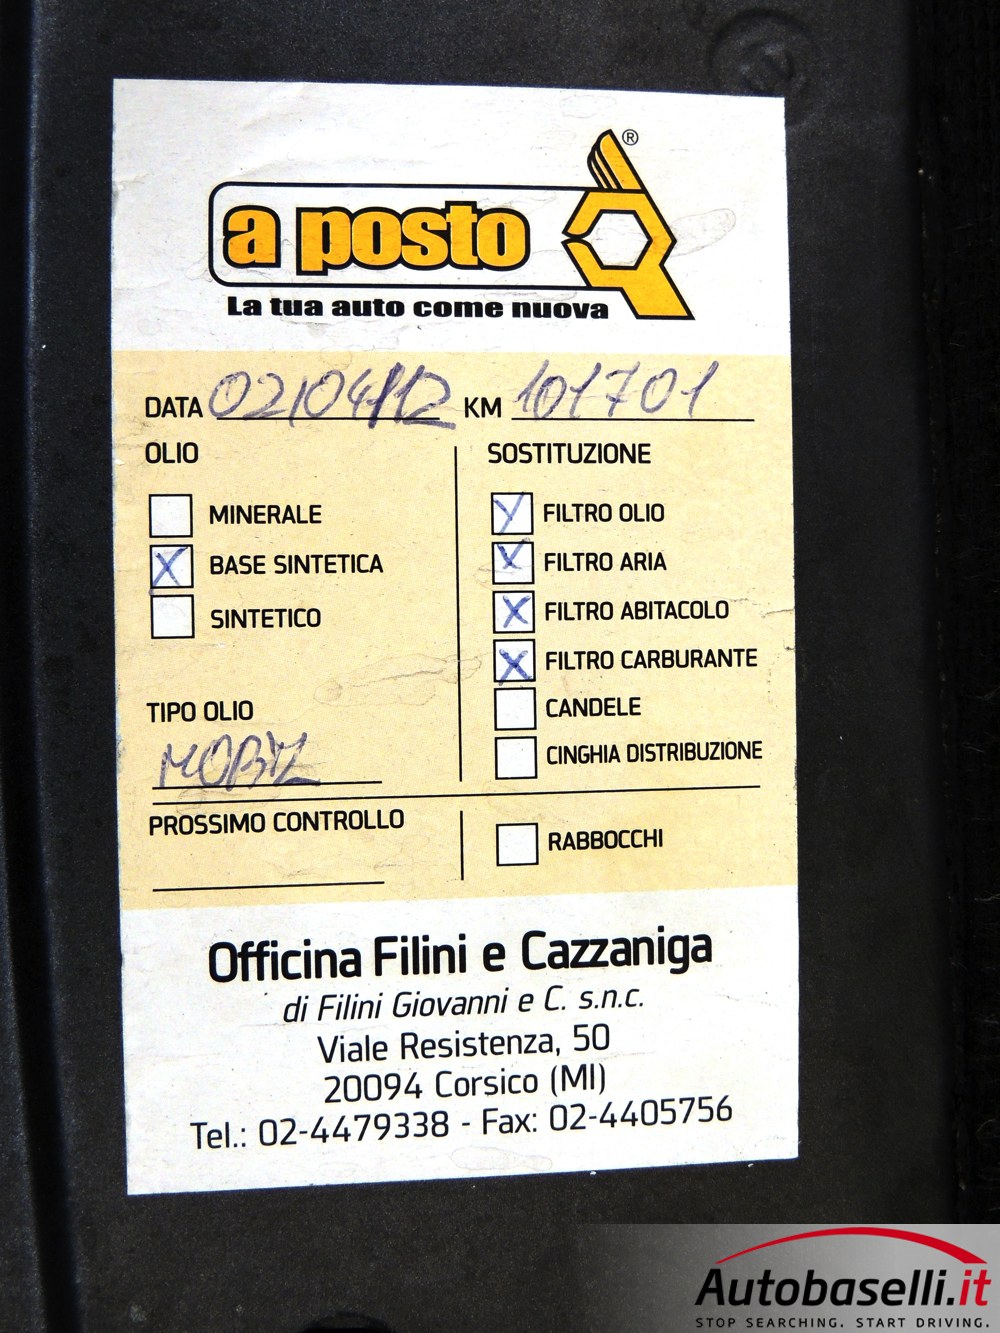 ®
a posto
La tua auto come nuova
DATA 02/04/12 KM 101701
OLIO
MINERALE
X BASE SINTETICA
SINTETICO
TIPO OLIO
MOBIL
SOSTITUZIONE
X FILTRO OLIO
X FILTRO ARIA
X FILTRO ABITACOLO
X FILTRO CARBURANTE
CANDELE
CINGHIA DISTRIBUZIONE
PROSSIMO CONTROLLO
RABBOCCHI
Officina Filini e Cazzaniga
di Filini Giovanni e C. s.n.c.
Viale Resistenza, 50
20094 Corsico (MI)
Tel.: 02-4479338 - Fax: 02-4405756
Autobaselli.it
STOP SEARCHING. START DRIVING.